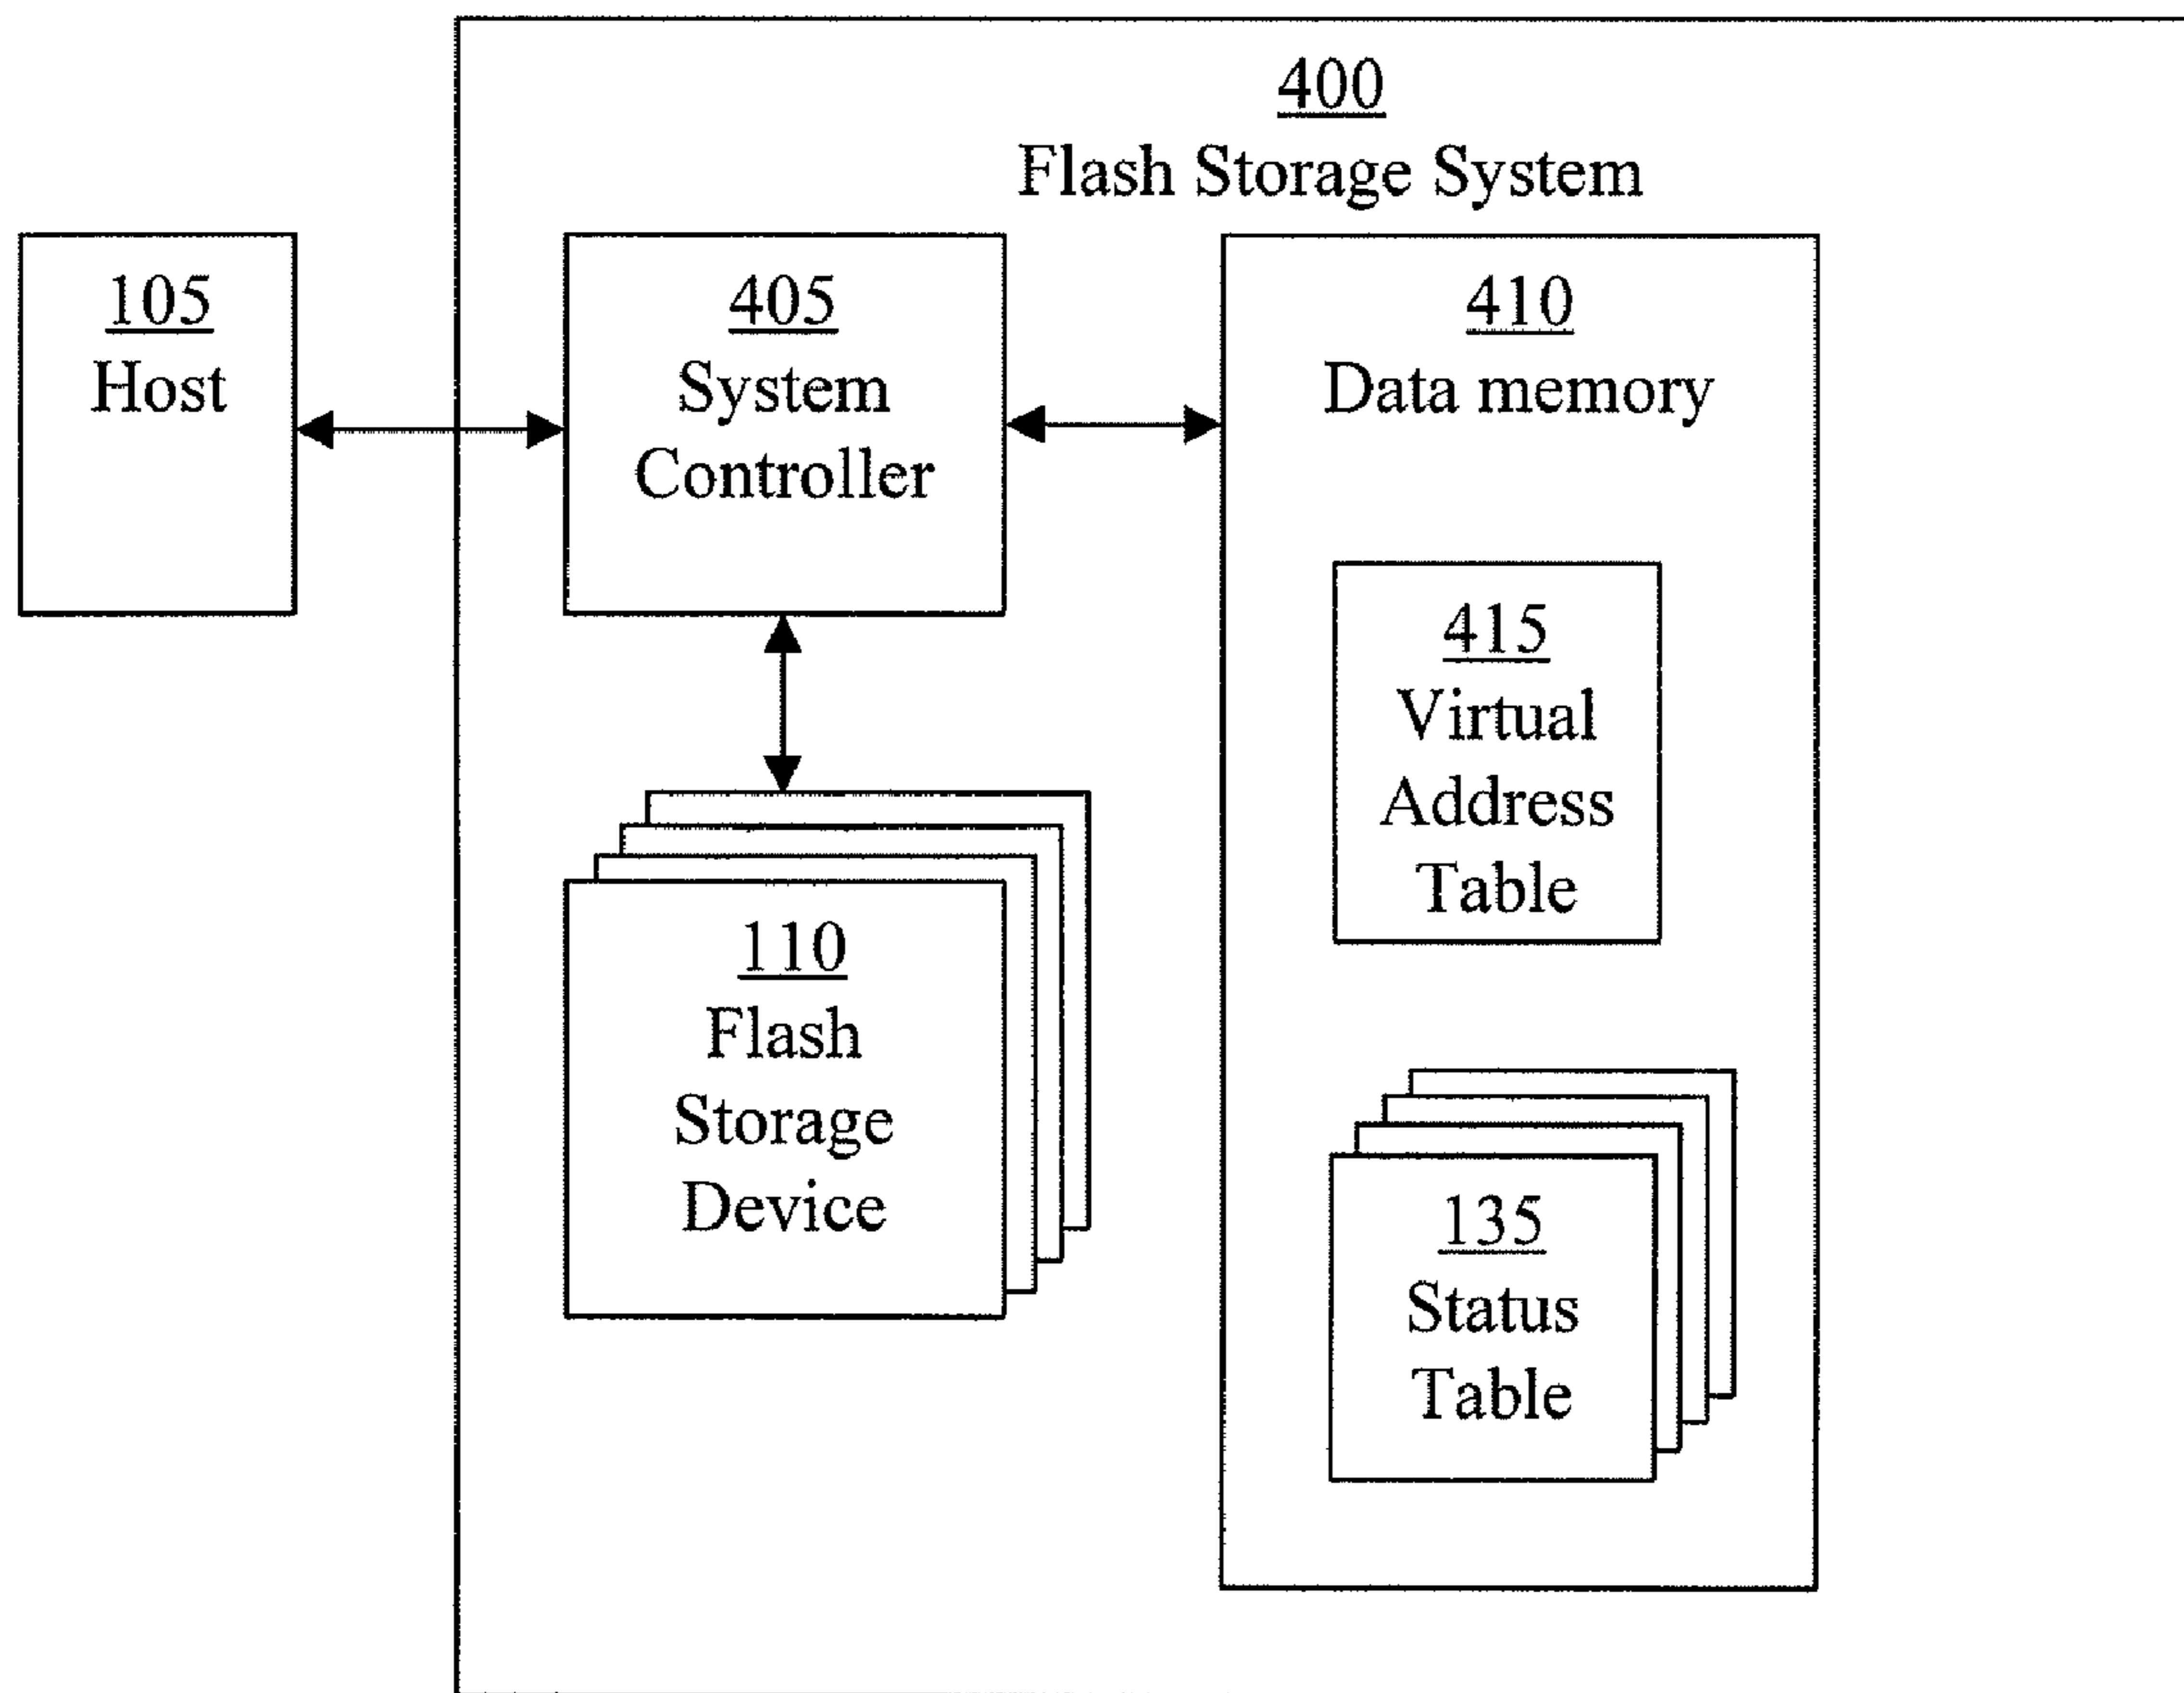 400
Flash Storage System
105
Host
405
System
Controller
410
Data memory
415
Virtual
Address
Table
110
Flash
Storage
Device
135
Status
Table